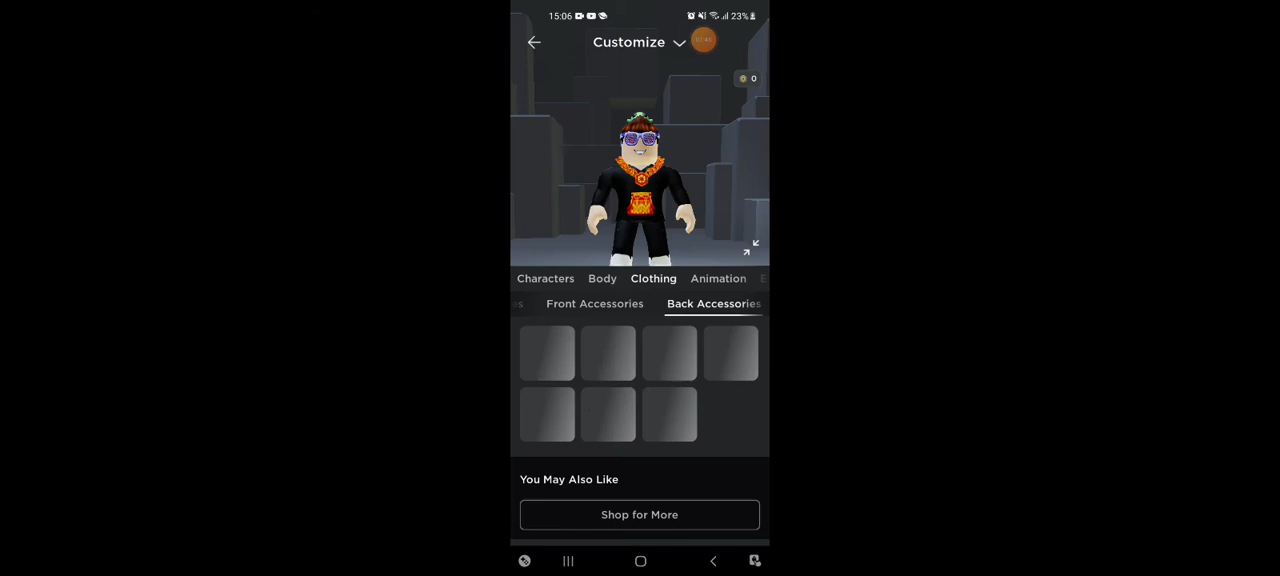 15:06 23%
Customize
0
Characters Body Clothing Animation
Front Accessories Back Accessories
You May Also Like
Shop for More